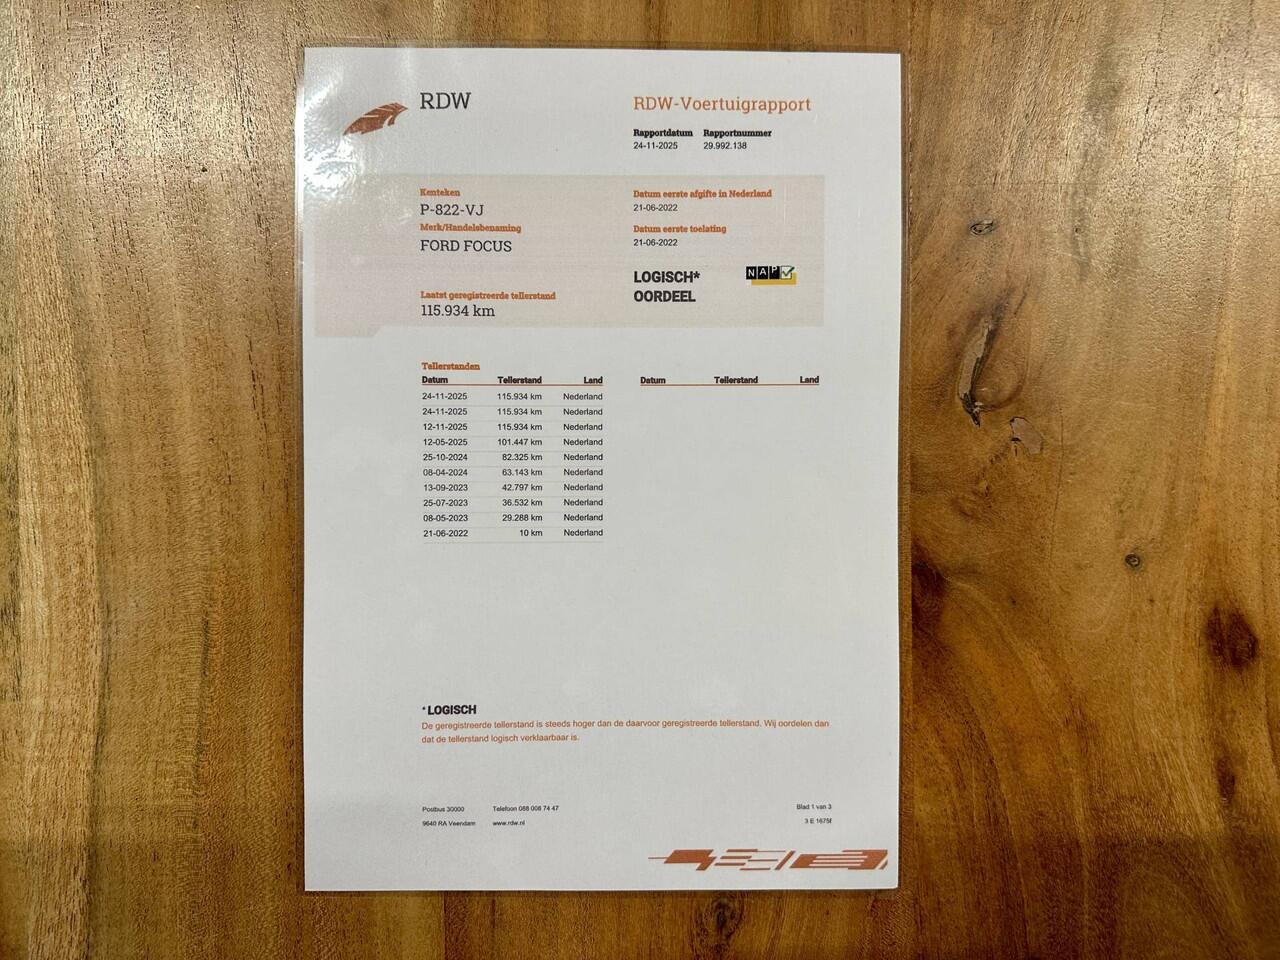 RDW
RDW-Voertuigrapport
Rapportdatum Rapportnummer
24-11-2025 29.992.138
Kenteken
P-822-VJ
Merk/Handelsbenaming
FORD FOCUS
Laatst geregistreerde tellerstand
115.934 km
Datum eerste afgifte in Nederland
21-06-2022
Datum eerste toelating
21-06-2022
LOGISCH*
OORDEEL
NAP
Tellerstanden
Datum Tellerstand Land
24-11-2025 115.934 km Nederland
24-11-2025 115.934 km Nederland
12-11-2025 115.934 km Nederland
12-05-2025 101.447 km Nederland
25-10-2024 82.325 km Nederland
08-04-2024 63.143 km Nederland
13-09-2023 42.797 km Nederland
25-07-2023 36.532 km Nederland
08-05-2023 29.288 km Nederland
21-06-2022 10 km Nederland
Datum Tellerstand Land
* LOGISCH
De geregistreerde tellerstand is steeds hoger dan de daarvoor geregistreerde tellerstand. Wij oordelen dan
dat de tellerstand logisch verklaarbaar is.
Postbus 30000 Telefoon 088 008 74 47
9640 RA Veendam www.rdw.nl
Blad 1 van 3
3 E 1675f